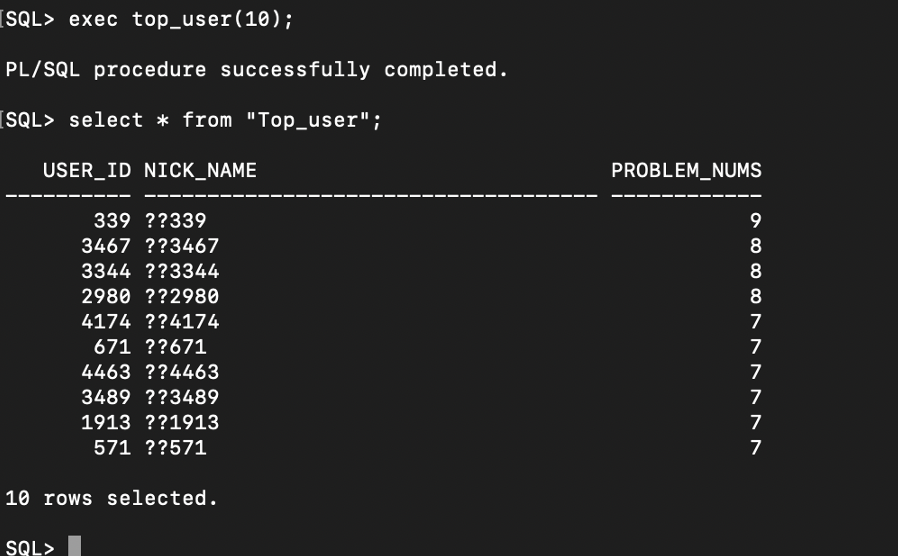 [SQL> exec top_user(10);
PL/SQL procedure successfully completed.
[SQL> select * from "Top_user";
USER_ID NICK_NAME PROBLEM_NUMS
---------- ------------------------------------ ------------
339 ??339 9
3467 ??3467 8
3344 ??3344 8
2980 ??2980 8
4174 ??4174 7
671 ??671 7
4463 ??4463 7
3489 ??3489 7
1913 ??1913 7
571 ??571 7
10 rows selected.
SQL>